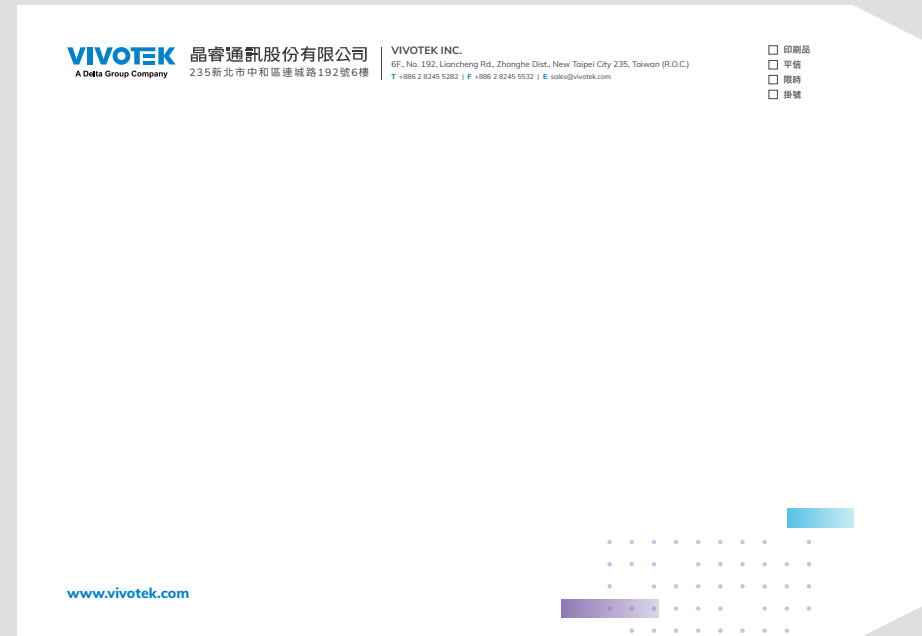 VIVOTEK
A Delta Group Company
晶睿通訊股份有限公司
235新北市中和區連城路192號6樓
VIVOTEK INC.
6F., No. 192, Liancheng Rd., Zhonghe Dist., New Taipei City 235, Taiwan (R.O.C.)
T +886 2 8245 5282 | F +886 2 8245 5532 | E sales@vivotek.com
印刷品
平信
限時
掛號
www.vivotek.com